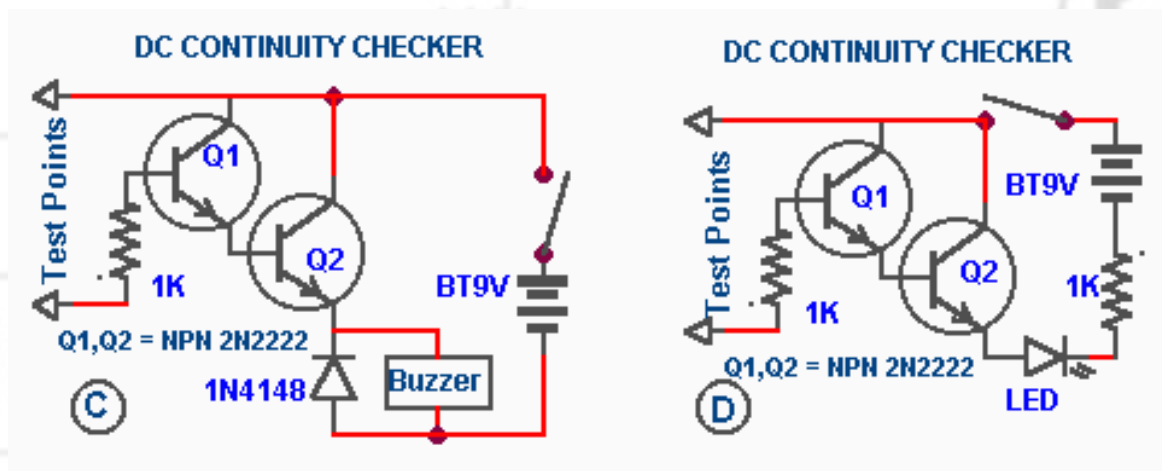 DC CONTINUITY CHECKER
Test Points
Q1
Q2
1K
BT9V
Q1,Q2 = NPN 2N2222
1N4148
Buzzer
C
DC CONTINUITY CHECKER
Test Points
Q1
BT9V
Q2
1K
1K
Q1,Q2 = NPN 2N2222
LED
D